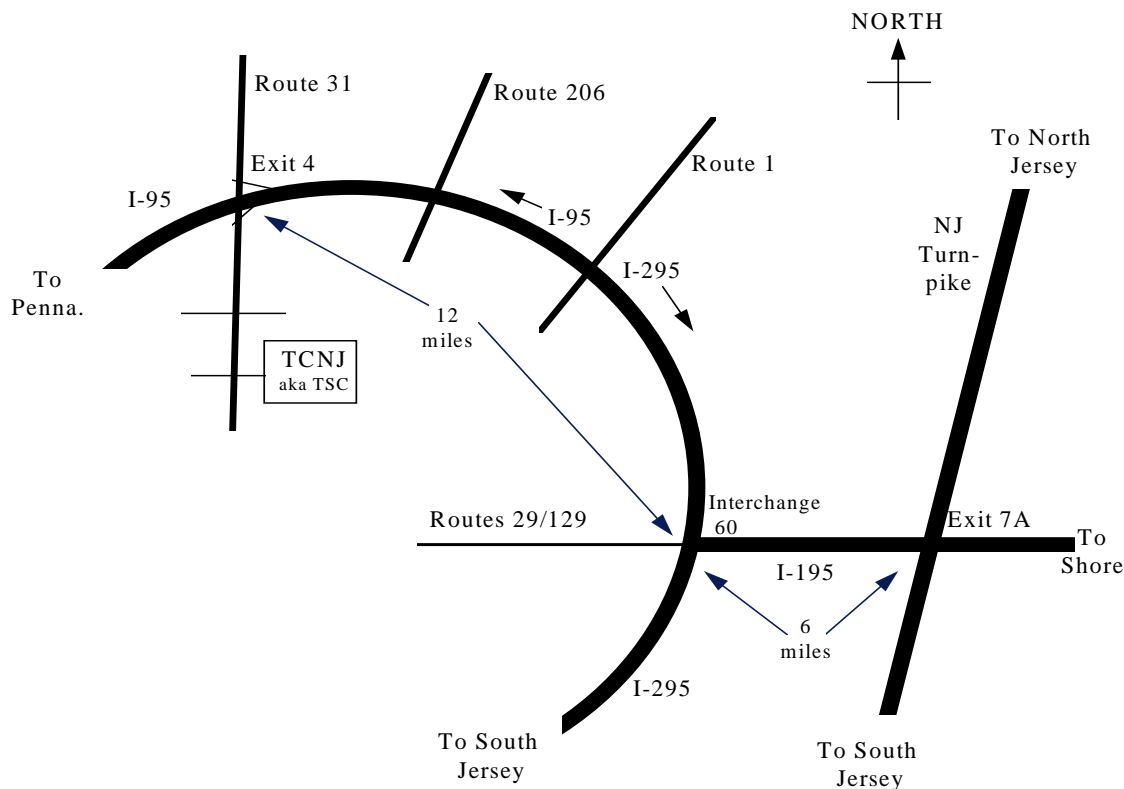 NORTH
Route 31
Route 206
To North
Jersey
Exit 4
Route 1
I-95
I-95
NJ
Turn-
pike
I-295
To
Penna.
12
miles
TCNJ
aka TSC
Interchange
60
Routes 29/129
Exit 7A
To
Shore
I-195
6
miles
I-295
To South
Jersey
To South
Jersey